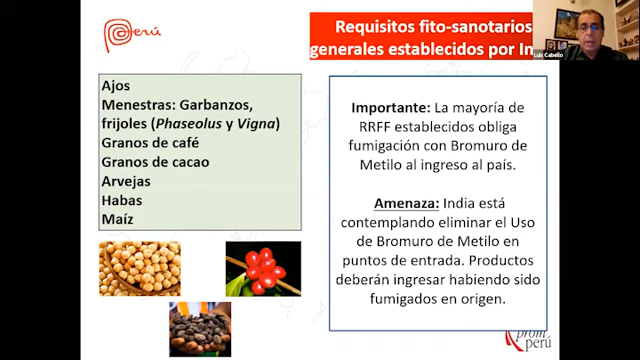 Perú
Requisitos fito-sanotarios
generales establecidos por In
Luis Cabello
Ajos
Menestras: Garbanzos,
frijoles (Phaseolus y Vigna)
Granos de café
Granos de cacao
Arvejas
Habas
Maíz
Importante: La mayoría de
RRFF establecidos obliga
fumigación con Bromuro de
Metilo al ingreso al país.
Amenaza: India está
contemplando eliminar el Uso
de Bromuro de Metilo en
puntos de entrada. Productos
deberán ingresar habiendo sido
fumigados en origen.
prom
perú